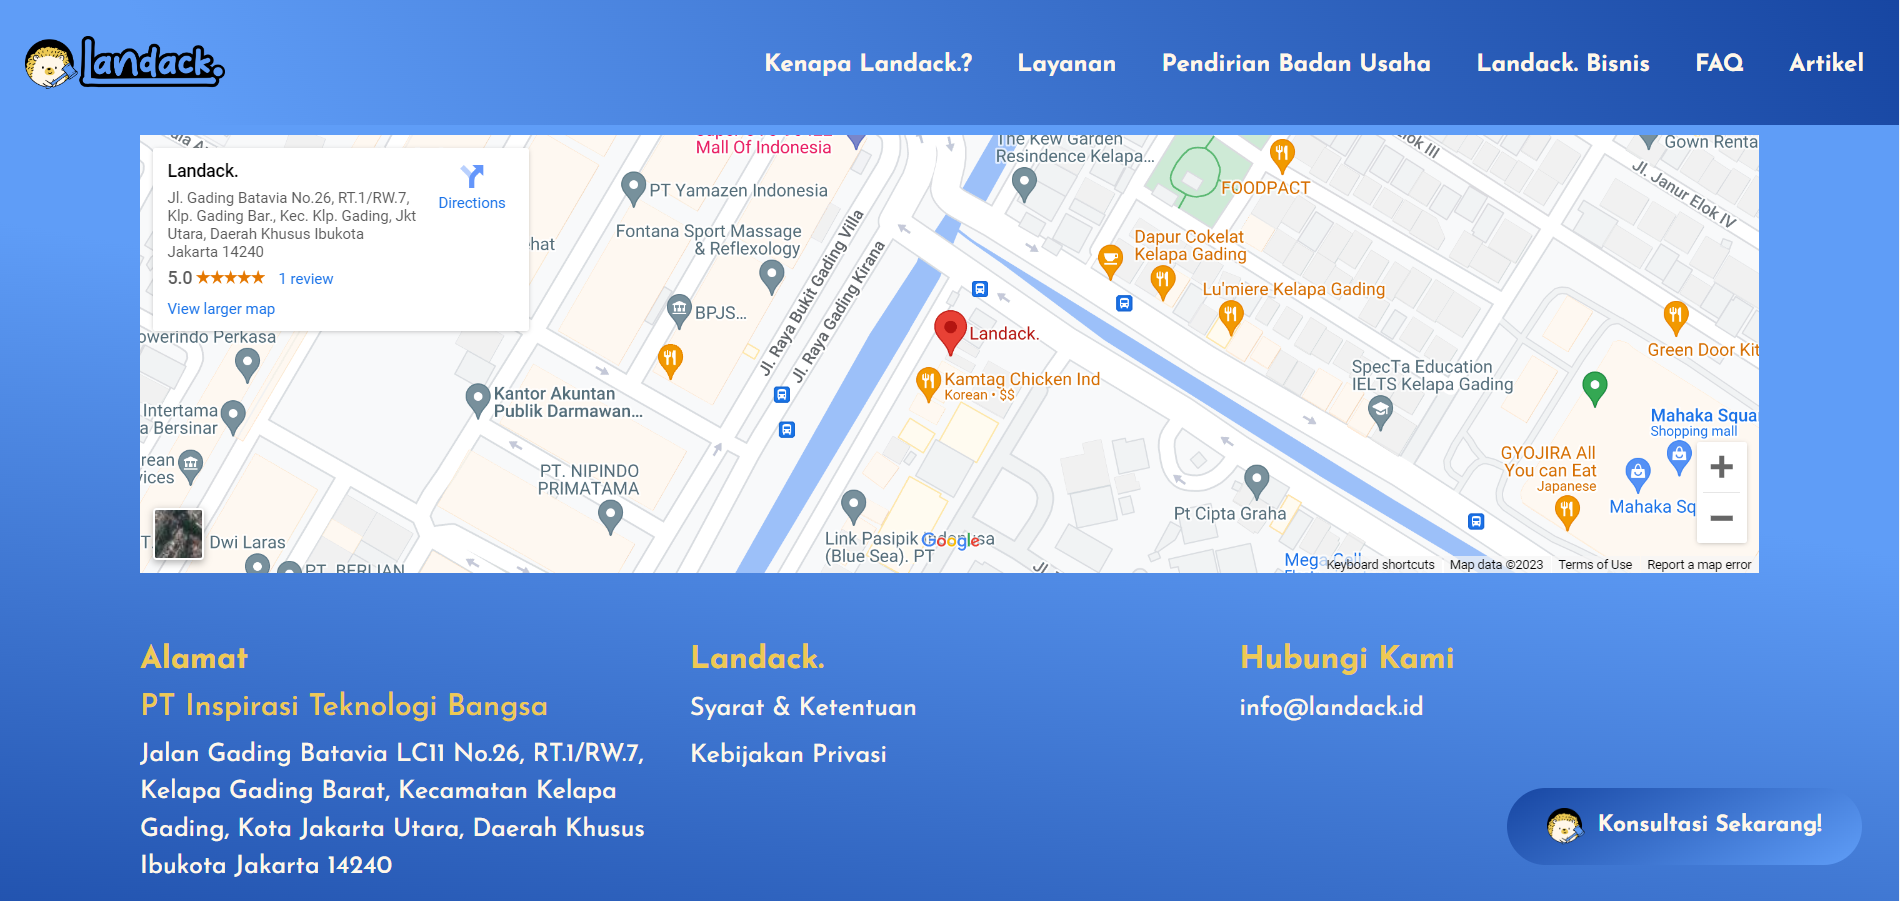 Landack.
Kenapa Landack.?
Layanan
Pendirian Badan Usaha
Landack. Bisnis
FAQ
Artikel
Landack.
Jl. Gading Batavia No.26, RT.1/RW.7,
Klp. Gading Bar., Kec. Klp. Gading, Jkt
Utara, Daerah Khusus Ibukota
Jakarta 14240
5.0
1 review
View larger map
Directions
Mall Of Indonesia
The Kew Garden
Resindence Kelapa...
Gown Renta
Jl. Janur Elok IV
Elok III
FOODPACT
PT Yamazen Indonesia
Fontana Sport Massage
& Reflexology
Jl. Raya Bukit Gading Villa
Jl. Raya Gading Kirana
Dapur Cokelat
Kelapa Gading
Lu'miere Kelapa Gading
BPJS...
Landack.
owerindo Perkasa
Green Door Kit
SpecTa Education
IELTS Kelapa Gading
Kamtag Chicken Ind
Korean • $$
Kantor Akuntan
Publik Darmawan...
Intertama
a Bersinar
Mahaka Squa
Shopping mall
GYOJIRA All
You can Eat
Japanese
rean
vices
PT. NIPINDO
PRIMATAMA
Mahaka Sq
Pt Cipta Graha
Dwi Laras
Link Pasipik
(Blue Sea). PT
Google
PT. BERLIAN
Keyboard shortcuts
Map data ©2023
Terms of Use
Report a map error
Alamat
PT Inspirasi Teknologi Bangsa
Jalan Gading Batavia LC11 No.26, RT.1/RW.7,
Kelapa Gading Barat, Kecamatan Kelapa
Gading, Kota Jakarta Utara, Daerah Khusus
Ibukota Jakarta 14240
Landack.
Syarat & Ketentuan
Kebijakan Privasi
Hubungi Kami
info@landack.id
Konsultasi Sekarang!